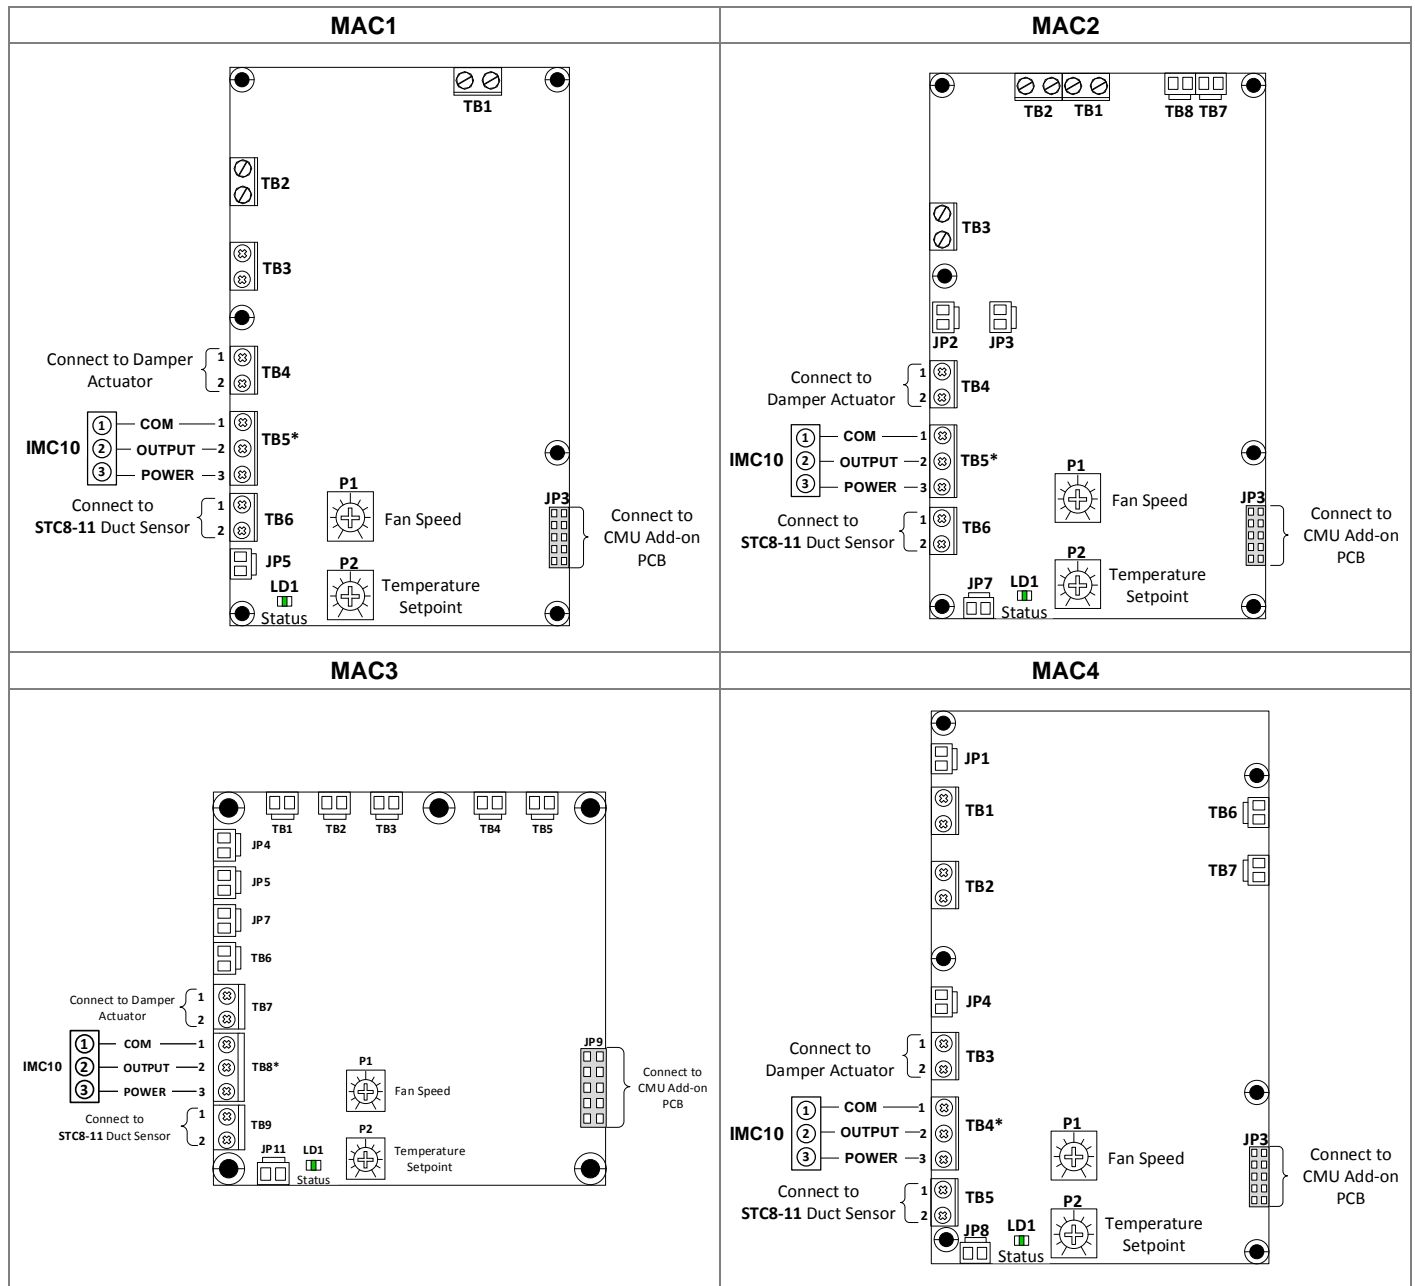 MAC1
TB1
TB2
TB3
Connect to Damper
Actuator
1
2
TB4
IMC10
1 COM 1
2 OUTPUT 2
3 POWER 3
TB5*
Connect to
STC8-11 Duct Sensor
1
2
TB6
JP5
LD1
Status
P1
Fan Speed
P2
Temperature
Setpoint
JP3
Connect to
CMU Add-on
PCB
MAC2
TB2 TB1 TB8 TB7
TB3
JP2 JP3
Connect to
Damper Actuator
1
2
TB4
IMC10
1 COM 1
2 OUTPUT 2
3 POWER 3
TB5*
Connect to
STC8-11 Duct Sensor
1
2
TB6
JP7
LD1
Status
P1
Fan Speed
P2
Temperature
Setpoint
JP3
Connect to
CMU Add-on
PCB
MAC3
TB1 TB2 TB3 TB4 TB5
JP4
JP5
JP7
TB6
Connect to Damper
Actuator
1
2
TB7
IMC10
1 COM 1
2 OUTPUT 2
3 POWER 3
TB8*
Connect to
STC8-11 Duct Sensor
1
2
TB9
JP11
LD1
Status
P1
Fan Speed
P2
Temperature
Setpoint
JP9
Connect to
CMU Add-on
PCB
MAC4
JP1
TB1
TB6
TB7
TB2
JP4
Connect to
Damper Actuator
1
2
TB3
IMC10
1 COM 1
2 OUTPUT 2
3 POWER 3
TB4*
Connect to
STC8-11 Duct Sensor
1
2
TB5
JP8
LD1
Status
P1
Fan Speed
P2
Temperature
Setpoint
JP3
Connect to
CMU Add-on
PCB